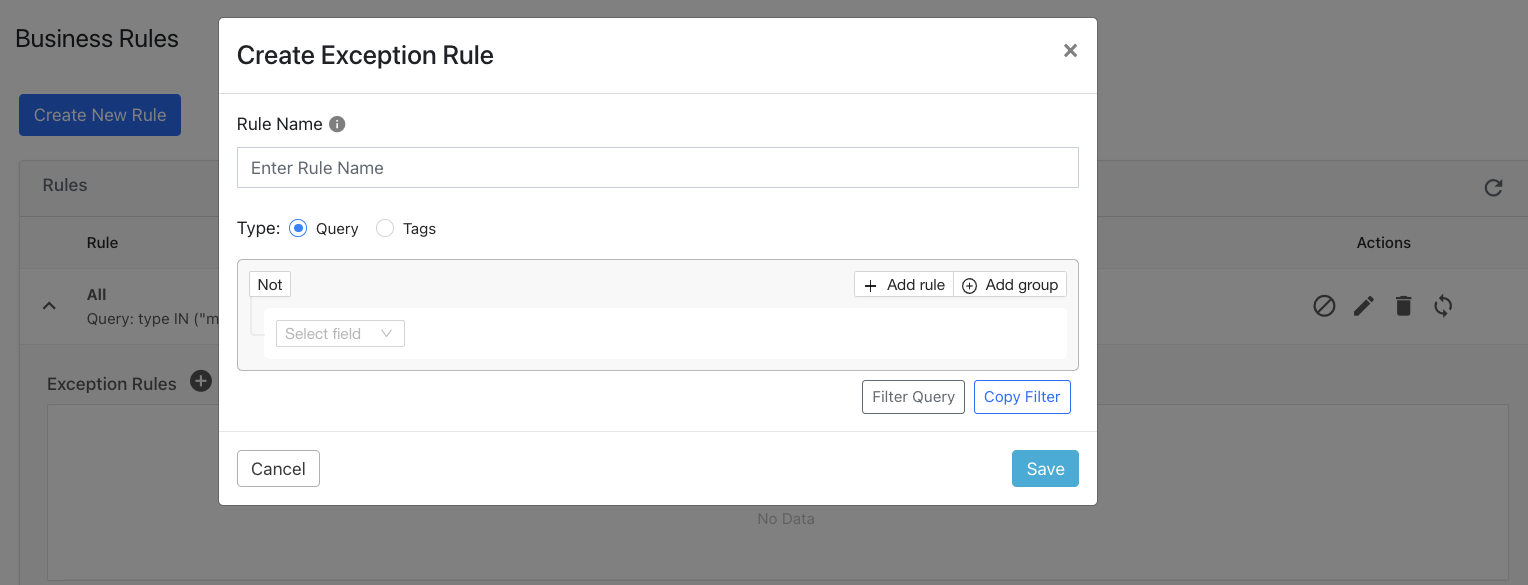 Business Rules
Create Exception Rule
Create New Rule
Rule Name
Enter Rule Name
Rules
Type: Query Tags
Rule
Actions
Not
Add rule
Add group
All
Query: type IN ("m
Select field
Exception Rules
Filter Query
Copy Filter
Cancel
Save
No Data